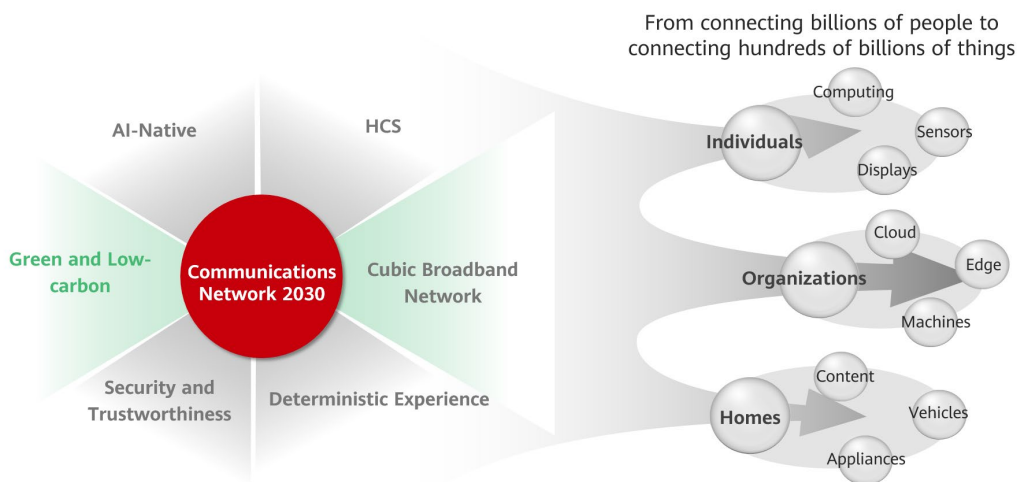 From connecting billions of people to
connecting hundreds of billions of things
AI-Native
HCS
Green and Low-
carbon
Communications
Network 2030
Cubic Broadband
Network
Security and
Trustworthiness
Deterministic Experience
Individuals
Computing
Sensors
Displays
Organizations
Cloud
Edge
Machines
Homes
Content
Vehicles
Appliances